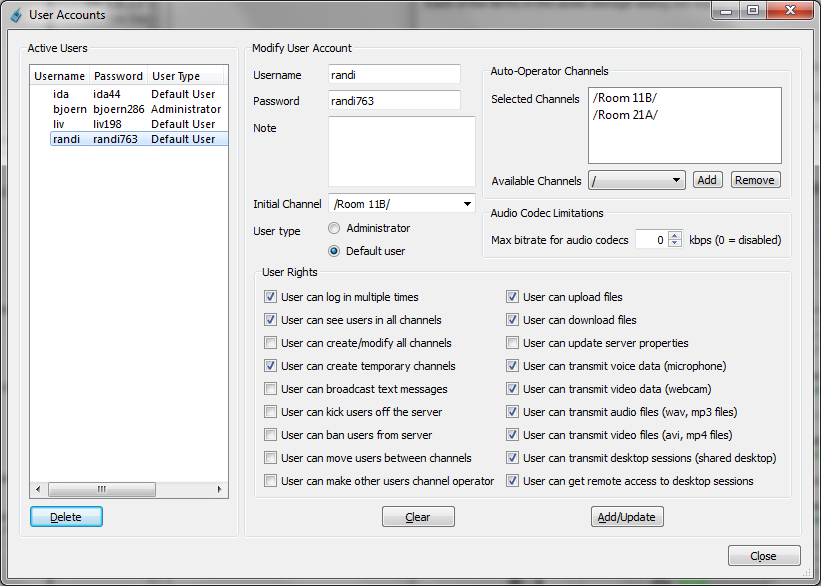 User Accounts
Active Users
Username Password User Type
ida ida44 Default User
bjoern bjoern286 Administrator
liv liv198 Default User
randi randi763 Default User
Delete
Modify User Account
Username randi
Password randi763
Note
Initial Channel /Room 11B/
User type Administrator
Default user
Auto-Operator Channels
Selected Channels /Room 11B/
/Room 21A/
Available Channels / Add Remove
Audio Codec Limitations
Max bitrate for audio codecs 0 kbps (0 = disabled)
User Rights
User can log in multiple times
User can see users in all channels
User can create/modify all channels
User can create temporary channels
User can broadcast text messages
User can kick users off the server
User can ban users from server
User can move users between channels
User can make other users channel operator
User can upload files
User can download files
User can update server properties
User can transmit voice data (microphone)
User can transmit video data (webcam)
User can transmit audio files (wav, mp3 files)
User can transmit video files (avi, mp4 files)
User can transmit desktop sessions (shared desktop)
User can get remote access to desktop sessions
Clear
Add/Update
Close